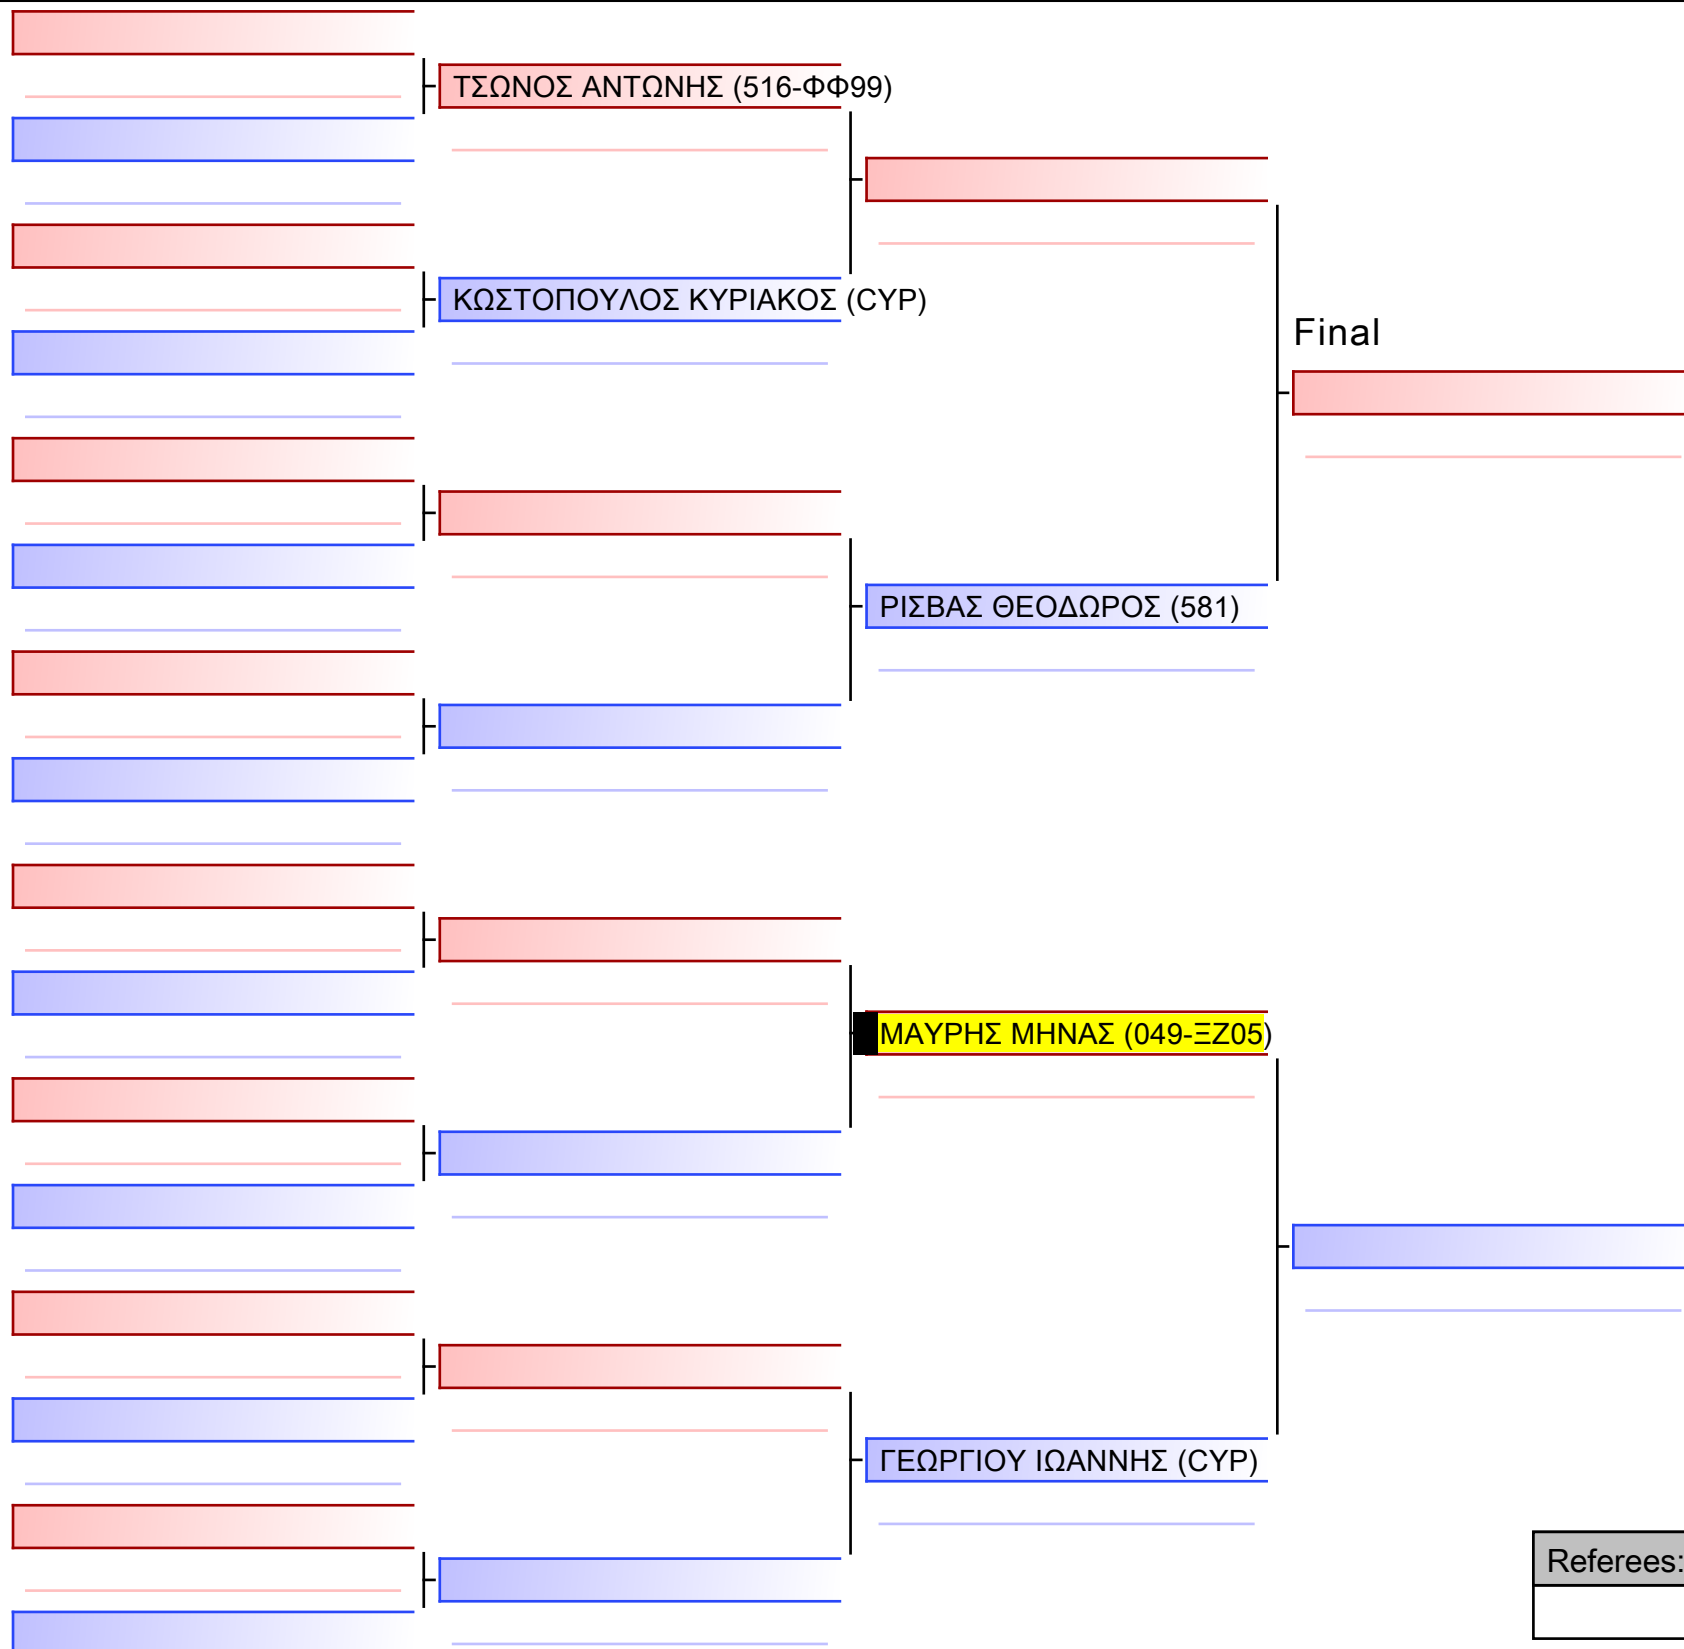 ΤΣΩΝΟΣ ΑΝΤΩΝΗΣ (516-ΦΦ99)
ΚΩΣΤΟΠΟΥΛΟΣ ΚΥΡΙΑΚΟΣ (CYP)
Final
ΡΙΣΒΑΣ ΘΕΟΔΩΡΟΣ (581)
ΜΑΥΡΗΣ ΜΗΝΑΣ (049-ΞΖ05)
ΓΕΩΡΓΙΟΥ ΙΩΑΝΝΗΣ (CYP)
Referees: